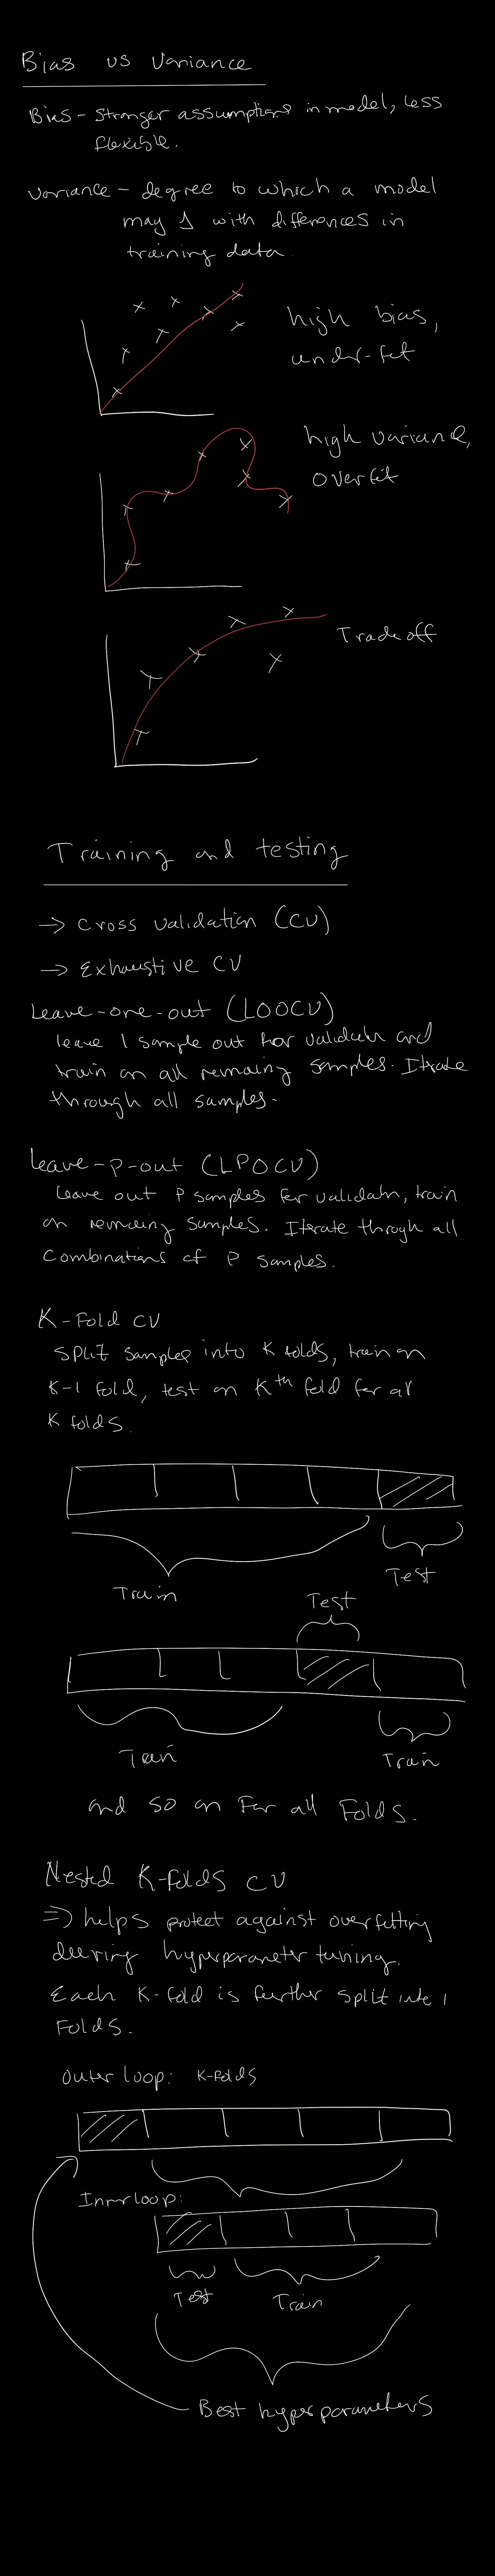 Bias vs Variance
Bias - Stronger assumptions in model, less
flexible.
Variance - degree to which a model
may Δ with differences in
training data.
high bias,
under-fit
high variance,
overfit
Trade off
Training and testing
→ Cross Validation (CV)
→ Exhaustive CV
Leave-one-out (LOOCV)
leave 1 sample out for validatn and
train on all remaining samples. Iterate
through all samples.
Leave-p-out (LPOCV)
leave out P samples for validatn, train
on remaining samples. Iterate through all
combinations of P samples.
K-Fold CV
Split samples into K folds, train on
K-1 fold, test on Kth fold for all
K folds.
Train
Test
Test
Train
Train
and so on For all Folds.
Nested K-Folds CV
⇒ helps protect against overfitting
during hyperparameter tuning.
Each K-fold is further split into l
Folds.
Outer loop: K-Folds
Inner loop:
Test
Train
Best hyperparameters